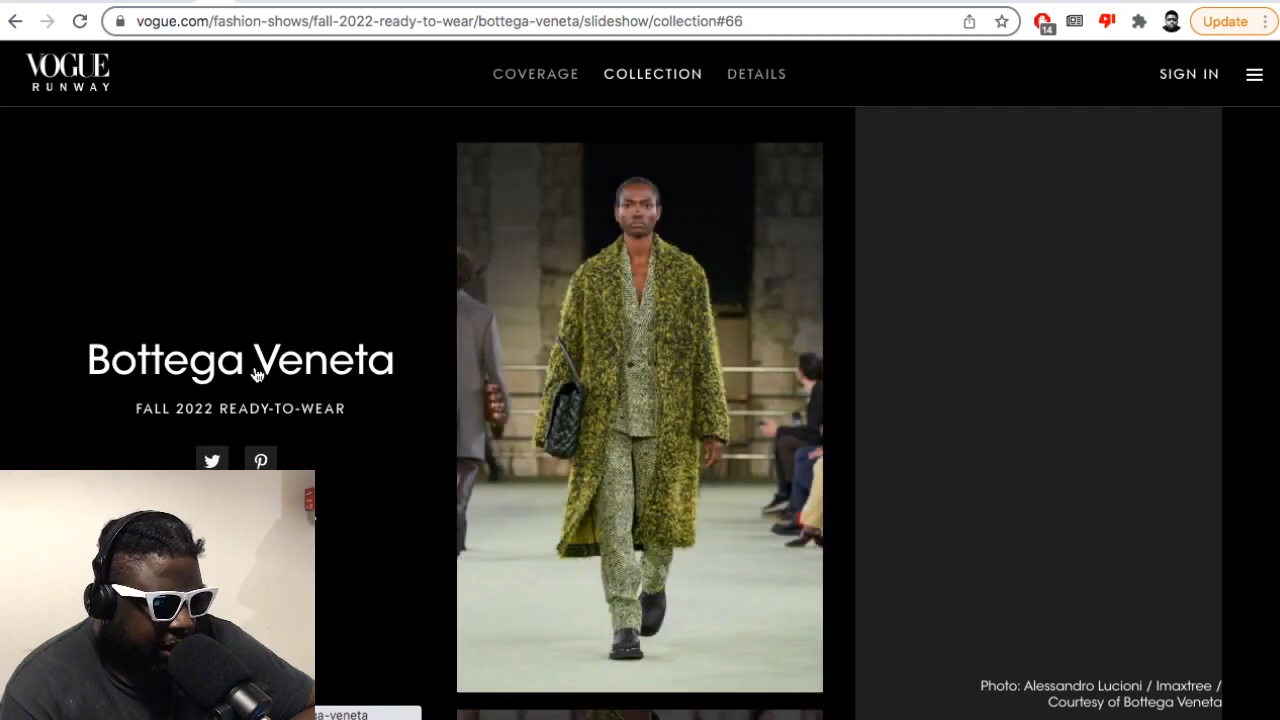 vogue.com/fashion-shows/fall-2022-ready-to-wear/bottega-veneta/slideshow/collection#66
14
Update
VOGUE
RUNWAY
COVERAGE
COLLECTION
DETAILS
SIGN IN
Bottega Veneta
FALL 2022 READY-TO-WEAR
Photo: Alessandro Lucioni / Imaxtree /
Courtesy of Bottega Veneta
ga-veneta